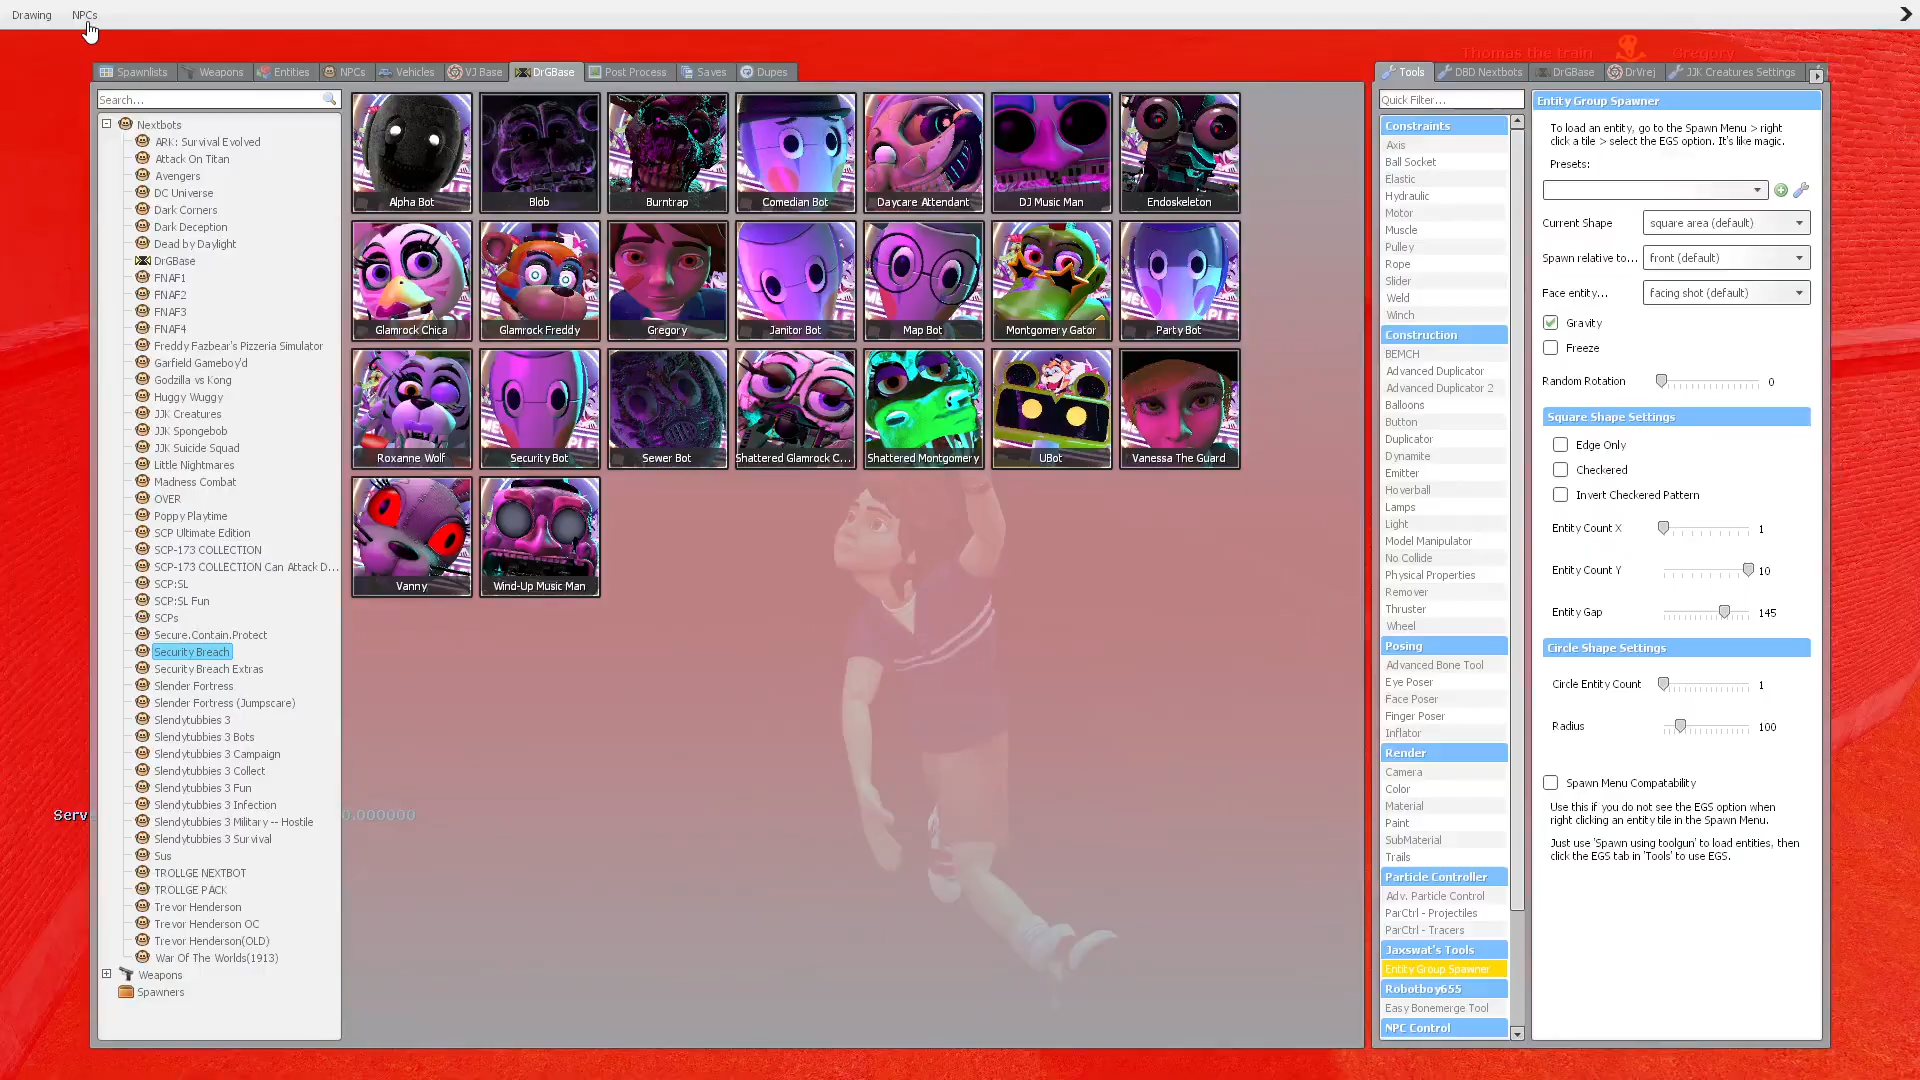 Drawing NPCs
Thomas the train Gregory
Spawnlists Weapons Entities NPCs Vehicles VJ Base DrGBase Post Process Saves Dupes
Search...
Nextbots
ARK: Survival Evolved
Attack On Titan
Avengers
DC Universe
Dark Corners
Dark Deception
Dead by Daylight
DrGBase
FNAF1
FNAF2
FNAF3
FNAF4
Freddy Fazbear's Pizzeria Simulator
Garfield Gameboy'd
Godzilla vs Kong
Huggy Wuggy
JJK Creatures
JJK Spongebob
JJK Suicide Squad
Little Nightmares
Madness Combat
OVER
Poppy Playtime
SCP Ultimate Edition
SCP-173 COLLECTION
SCP-173 COLLECTION Can Attack D...
SCP:SL
SCP:SL Fun
SCPs
Secure.Contain.Protect
Security Breach
Security Breach Extras
Slender Fortress
Slender Fortress (Jumpscare)
Slendytubbies 3
Slendytubbies 3 Bots
Slendytubbies 3 Campaign
Slendytubbies 3 Collect
Slendytubbies 3 Fun
Slendytubbies 3 Infection
Slendytubbies 3 Military -- Hostile
Slendytubbies 3 Survival
Sus
TROLLGE NEXTBOT
TROLLGE PACK
Trevor Henderson
Trevor Henderson OC
Trevor Henderson(OLD)
War Of The Worlds(1913)
Weapons
Spawners
Serv
0.000000
Alpha Bot Blob Burntrap Comedian Bot Daycare Attendant DJ Music Man Endoskeleton
Glamrock Chica Glamrock Freddy Gregory Janitor Bot Map Bot Montgomery Gator Party Bot
Roxanne Wolf Security Bot Sewer Bot Shattered Glamrock C... Shattered Montgomery UBot Vanessa The Guard
Vanny Wind-Up Music Man
Tools DBD Nextbots DrGBase DrVrej JJK Creatures Settings
Quick Filter...
Constraints
Axis
Ball Socket
Elastic
Hydraulic
Motor
Muscle
Pulley
Rope
Slider
Weld
Winch
Construction
BEMCH
Advanced Duplicator
Advanced Duplicator 2
Balloons
Button
Duplicator
Dynamite
Emitter
Hoverball
Lamps
Light
Model Manipulator
No Collide
Physical Properties
Remover
Thruster
Wheel
Posing
Advanced Bone Tool
Eye Poser
Face Poser
Finger Poser
Inflator
Render
Camera
Color
Material
Paint
SubMaterial
Trails
Particle Controller
Adv. Particle Control
ParCtrl - Projectiles
ParCtrl - Tracers
Jaxswat's Tools
Entity Group Spawner
Robotboy655
Easy Bonemerge Tool
NPC Control
Entity Group Spawner
To load an entity, go to the Spawn Menu > right
click a tile > select the EGS option. It's like magic.
Presets:
Current Shape square area (default)
Spawn relative to... front (default)
Face entity... facing shot (default)
Gravity
Freeze
Random Rotation 0
Square Shape Settings
Edge Only
Checkered
Invert Checkered Pattern
Entity Count X 1
Entity Count Y 10
Entity Gap 145
Circle Shape Settings
Circle Entity Count 1
Radius 100
Spawn Menu Compatability
Use this if you do not see the EGS option when
right clicking an entity tile in the Spawn Menu.
Just use 'Spawn using toolgun' to load entities, then
click the EGS tab in 'Tools' to use EGS.